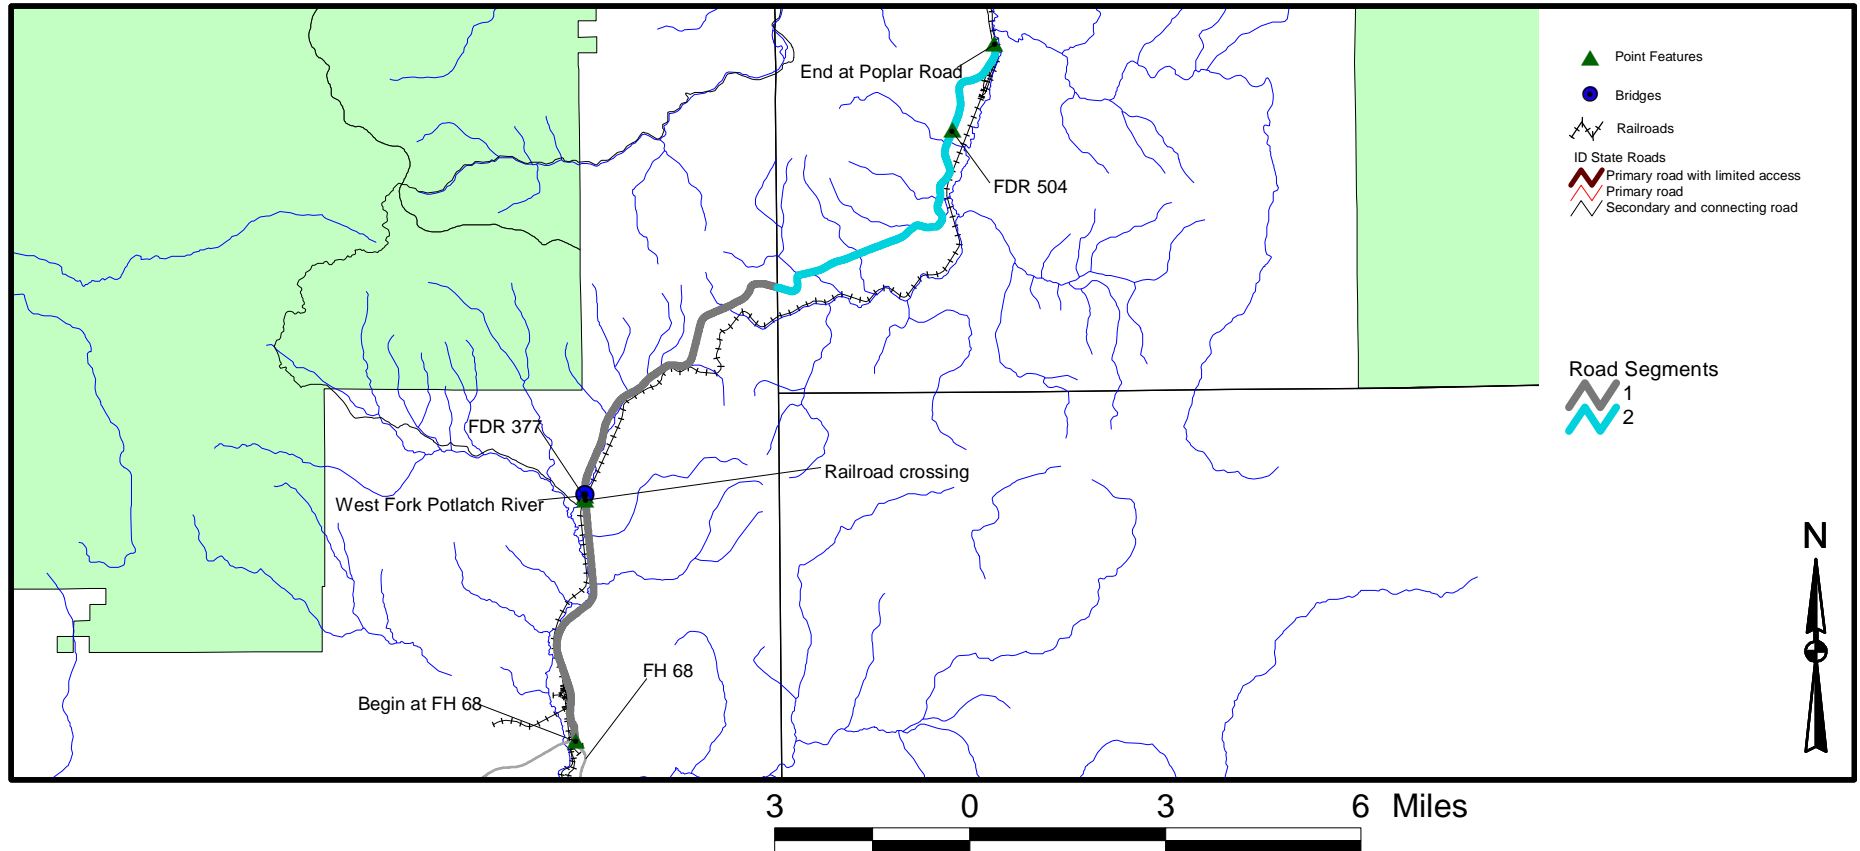 End at Poplar Road
FDR 504
FDR 377
Railroad crossing
West Fork Potlatch River
FH 68
Begin at FH 68
Point Features
Bridges
Railroads
ID State Roads
Primary road with limited access
Primary road
Secondary and connecting road
Road Segments
1
2
N
3 0 3 6 Miles